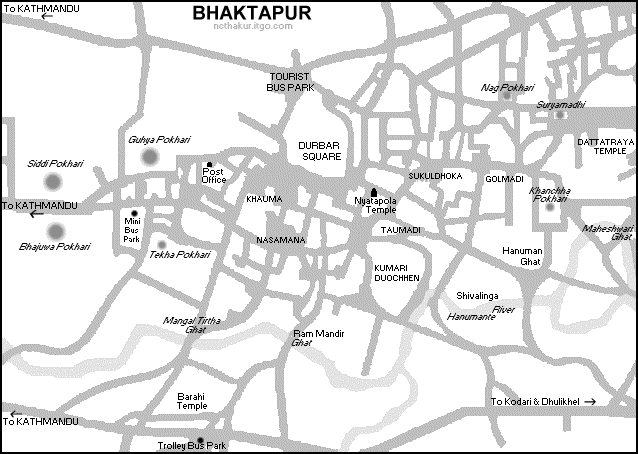 To KATHMANDU
BHAKTAPUR
ncthakur.itgo.com
TOURIST
BUS PARK
Nag Pokhari
Suryamadhi
Guhya Pokhari
DURBAR
SQUARE
DATTATRAYA
TEMPLE
Siddi Pokhari
Post
Office
SUKULDHOKA
GOLMADI
Khanchha
Pokhari
KHAUMA
Nyatapola
Temple
To KATHMANDU
Mini
Bus
Park
TAUMADI
Maheshwari
Ghat
Bhajuwa Pokhari
Tekha Pokhari
NASAMANA
Hanuman
Ghat
KUMARI
DUOCHHEN
Shivalinga
Hanumante River
Mangal Tirtha
Ghat
Ram Mandir
Ghat
Barahi
Temple
To Kodari & Dhulikhel
To KATHMANDU
Trolley Bus Park